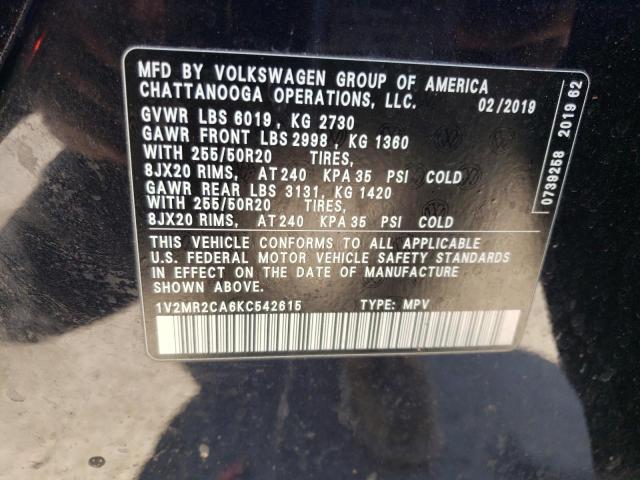 MFD BY VOLKSWAGEN GROUP OF AMERICA
CHATTANOOGA OPERATIONS, LLC. 02/2019
GVWR LBS 6019, KG 2730
GAWR FRONT LBS 2998, KG 1360
WITH 255/50R20 TIRES,
8JX20 RIMS, AT 240 KPA 35 PSI COLD
GAWR REAR LBS 3131, KG 1420
WITH 255/50R20 TIRES,
8JX20 RIMS, AT 240 KPA 35 PSI COLD
THIS VEHICLE CONFORMS TO ALL APPLICABLE
U.S. FEDERAL MOTOR VEHICLE SAFETY STANDARDS
IN EFFECT ON THE DATE OF MANUFACTURE
SHOWN ABOVE.
1V2MR2CA6KC542615 TYPE: MPV
0739258 2019 62